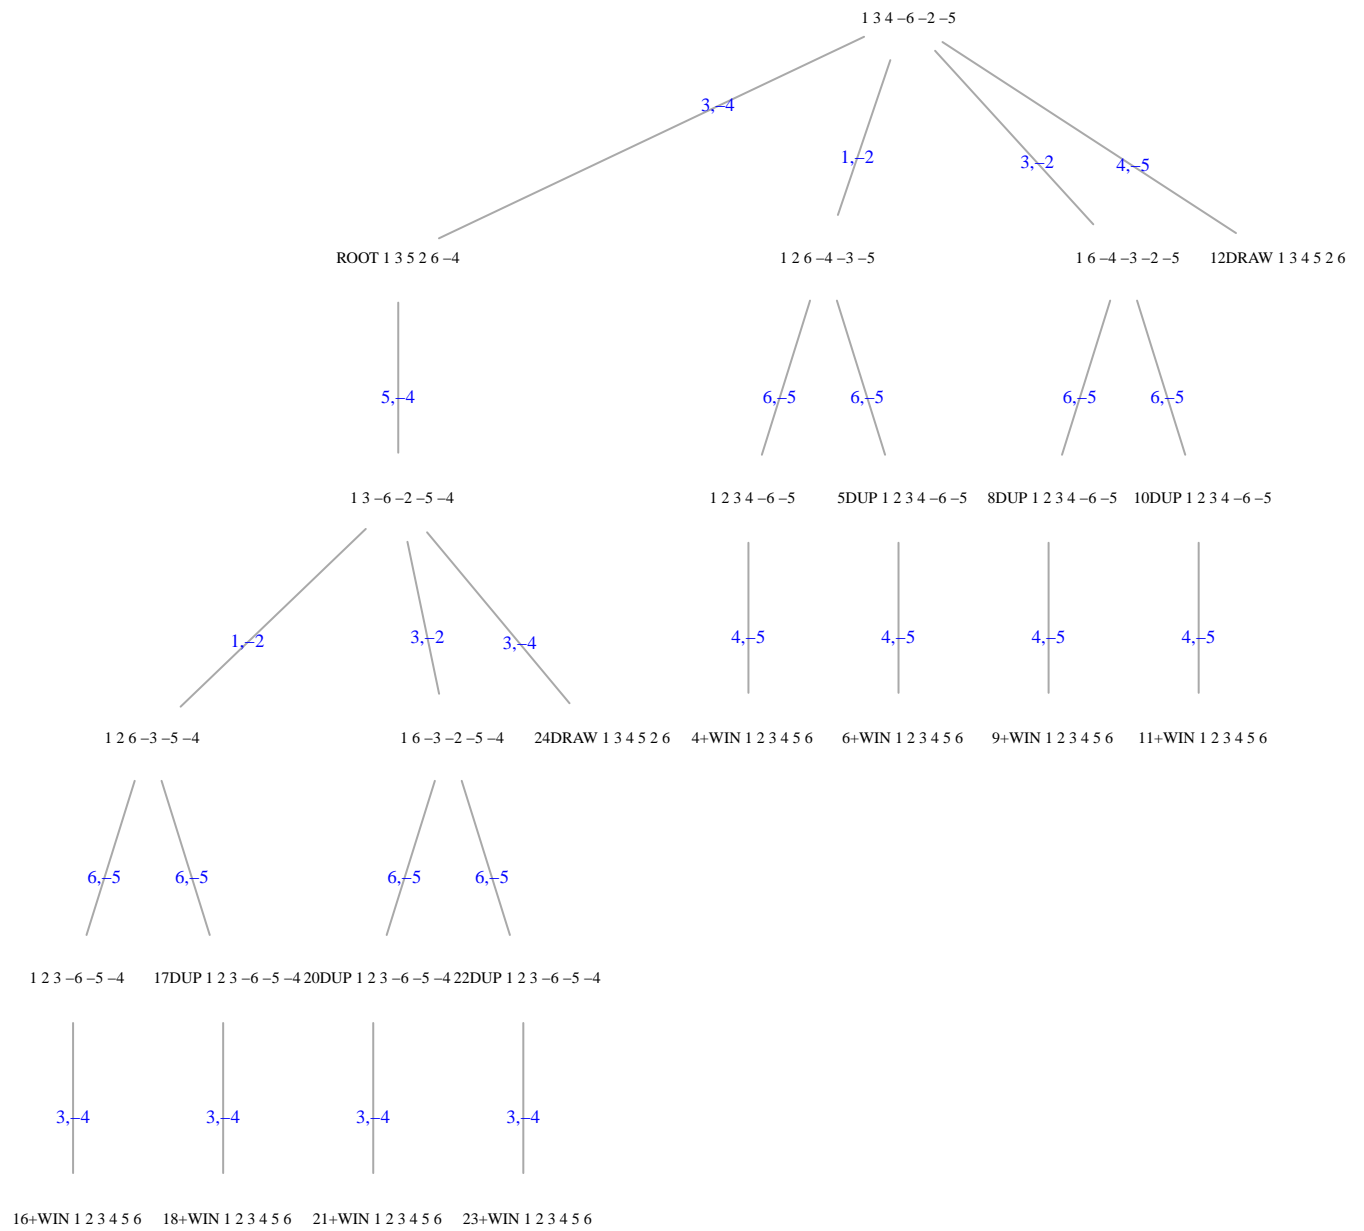 1 3 4 −6 −2 −5
3,−4
1,−2
3,−2
4,−5
ROOT 1 3 5 2 6 −4
1 2 6 −4 −3 −5
1 6 −4 −3 −2 −5
12DRAW 1 3 4 5 2 6
5,−4
6,−5
6,−5
6,−5
6,−5
1 3 −6 −2 −5 −4
1 2 3 4 −6 −5
5DUP 1 2 3 4 −6 −5
8DUP 1 2 3 4 −6 −5
10DUP 1 2 3 4 −6 −5
1,−2
3,−2
3,−4
4,−5
4,−5
4,−5
4,−5
1 2 6 −3 −5 −4
1 6 −3 −2 −5 −4
24DRAW 1 3 4 5 2 6
4+WIN 1 2 3 4 5 6
6+WIN 1 2 3 4 5 6
9+WIN 1 2 3 4 5 6
11+WIN 1 2 3 4 5 6
6,−5
6,−5
6,−5
6,−5
1 2 3 −6 −5 −4
17DUP 1 2 3 −6 −5 −4
20DUP 1 2 3 −6 −5 −4
22DUP 1 2 3 −6 −5 −4
3,−4
3,−4
3,−4
3,−4
16+WIN 1 2 3 4 5 6
18+WIN 1 2 3 4 5 6
21+WIN 1 2 3 4 5 6
23+WIN 1 2 3 4 5 6